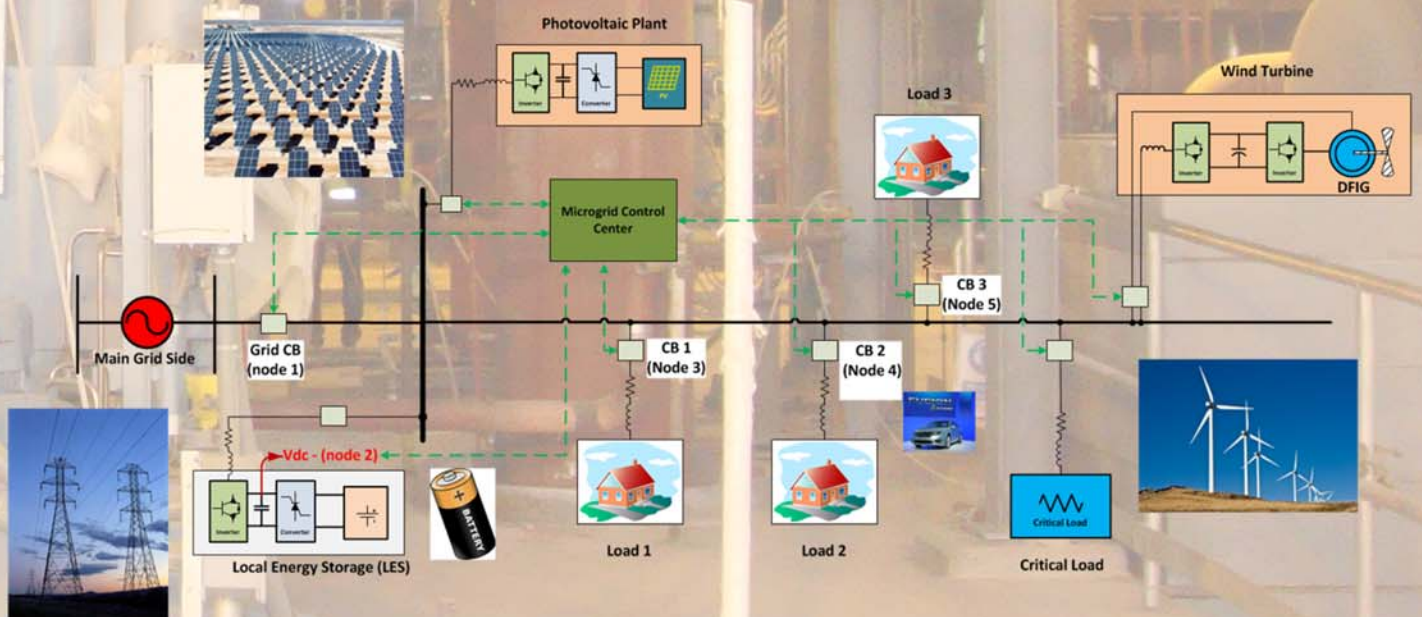 Photovoltaic Plant
Inverter
Converter
PV
Wind Turbine
Inverter
Inverter
DFIG
Load 3
Microgrid Control
Center
CB 3
(Node 5)
Main Grid Side
Grid CB
(node 1)
CB 1
(Node 3)
CB 2
(Node 4)
FUSION
Vdc - (node 2)
Inverter
Converter
BATTERY
Critical Load
Local Energy Storage (LES)
Load 1
Load 2
Critical Load